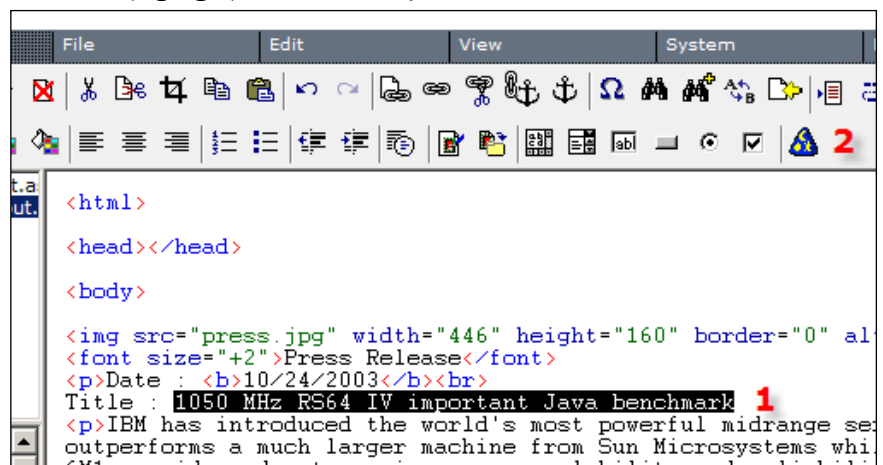 File Edit View System
2
t.a
ut.
<html>
<head></head>
<body>
<img src="press.jpg" width="446" height="160" border="0" al
<font size="+2">Press Release</font>
<p>Date : <b>10/24/2003</b><br>
Title : 1050 MHz RS64 IV important Java benchmark 1
<p>IBM has introduced the world's most powerful midrange se
outperforms a much larger machine from Sun Microsystems whi